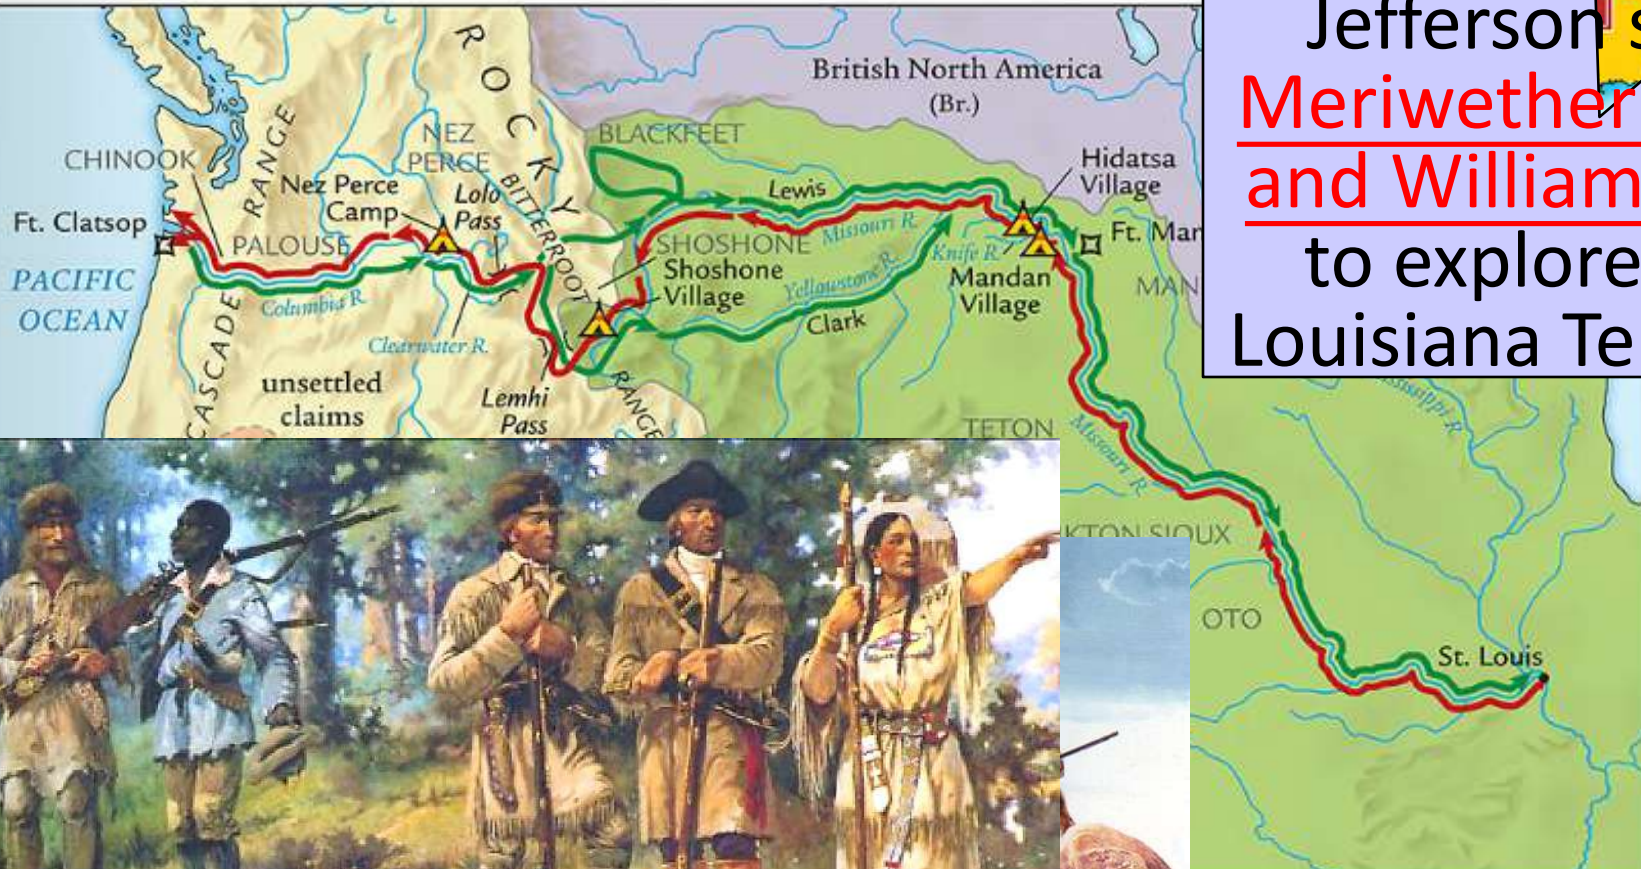 Jefferson s
Meriwether
and William
to explore
Louisiana Te
ROCKY
British North America
(Br.)
BLACKFEET
NEZ
PERCE
CHINOOK
RANGE
Hidatsa
Village
Nez Perce
Camp
Lolo
Pass
BITTERROOT
Lewis
Ft. Clatsop
PALOUSE
SHOSHONE
Missouri R.
Knife R.
Ft. Man
Shoshone
Village
Yellowstone R.
Mandan
Village
MAN
PACIFIC
OCEAN
Columbia R.
Clark
CASCADE
Clearwater R.
unsettled
claims
Lemhi
Pass
RANGE
TETON
Missouri R.
ississippi R.
KTON SIOUX
OTO
St. Louis